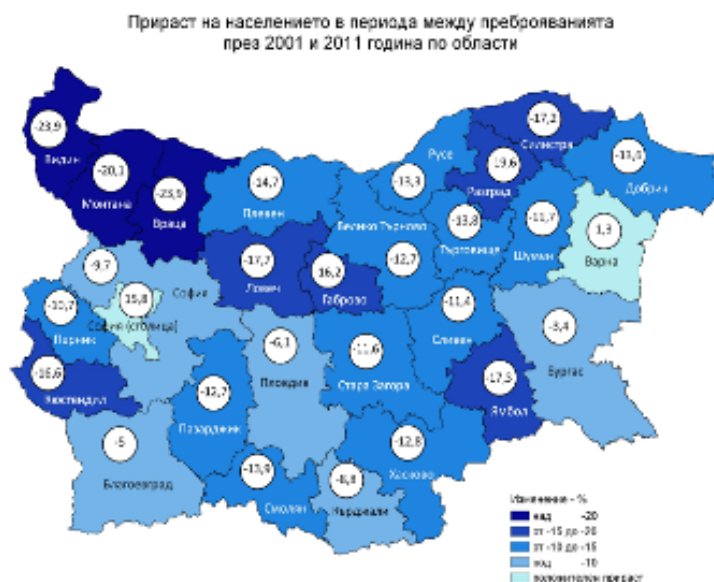 Прираст на населението в периода между преброяванията
през 2001 и 2011 година по области
-23,9
Видин
-20,1
Монтана
-23,9
Враца
-14,7
Плевен
Русе
-13,3
-17,2
Силистра
19,6
Разград
Добрич
-13,8
Търговище
-11,7
Шумен
1,3
Варна
Велико Търново
-12,7
-17,7
Ловеч
16,2
Габрово
-9,7
София
15,8
София (столица)
-10,7
Перник
-16,6
Кюстендил
-12,7
Пазарджик
-6,1
Пловдив
-11,6
Стара Загора
-11,4
Сливен
-17,5
Ямбол
-3,4
Бургас
-5
Благоевград
-13,9
Смолян
Кърджали
-12,8
Хасково
Изменение - %
над -20
от -15 до -20
от -10 до -15
под -10
положителен прираст